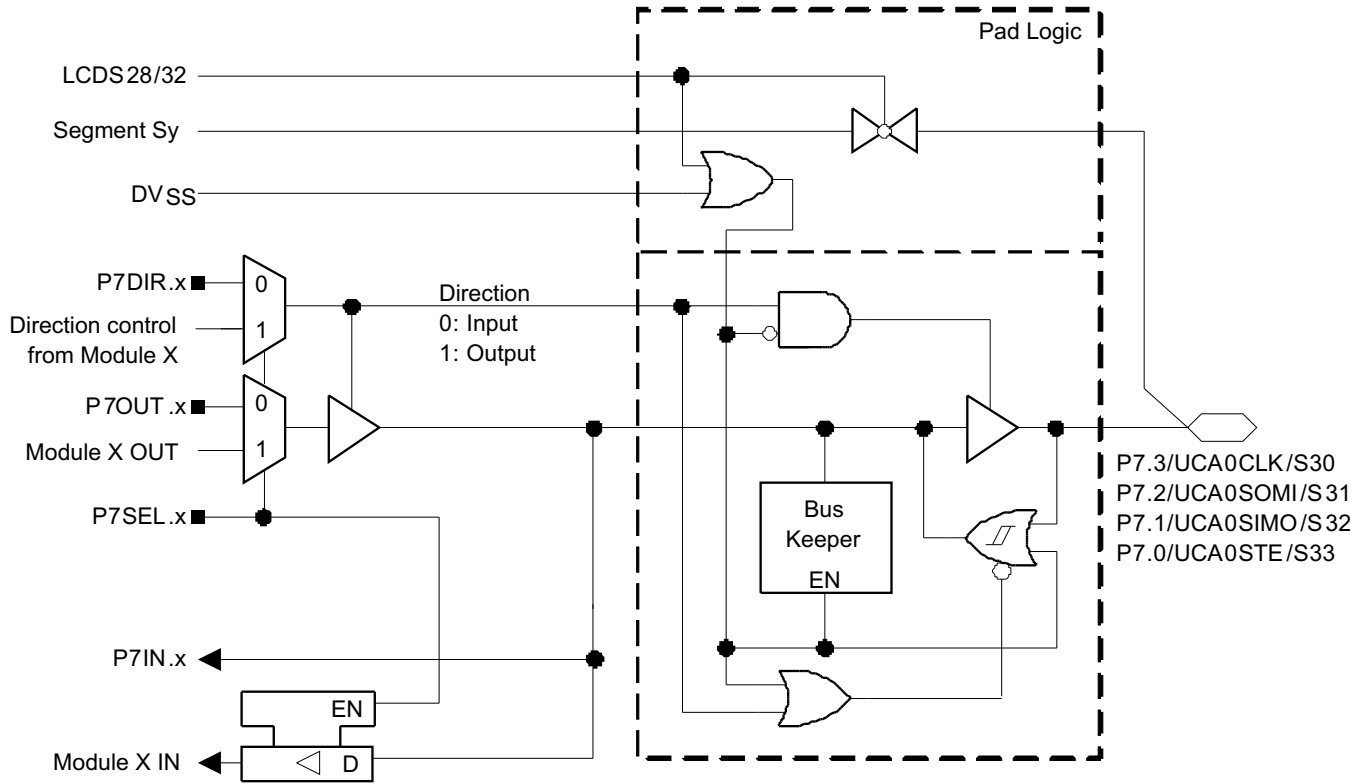 Pad Logic
LCDS28/32
Segment Sy
DVSS
P7DIR.x
0
Direction control
from Module X
1
Direction
0: Input
1: Output
P7OUT.x
0
Module X OUT
1
P7SEL.x
Bus
Keeper
EN
P7.3/UCA0CLK/S30
P7.2/UCA0SOMI/S31
P7.1/UCA0SIMO/S32
P7.0/UCA0STE/S33
P7IN.x
EN
Module X IN
D